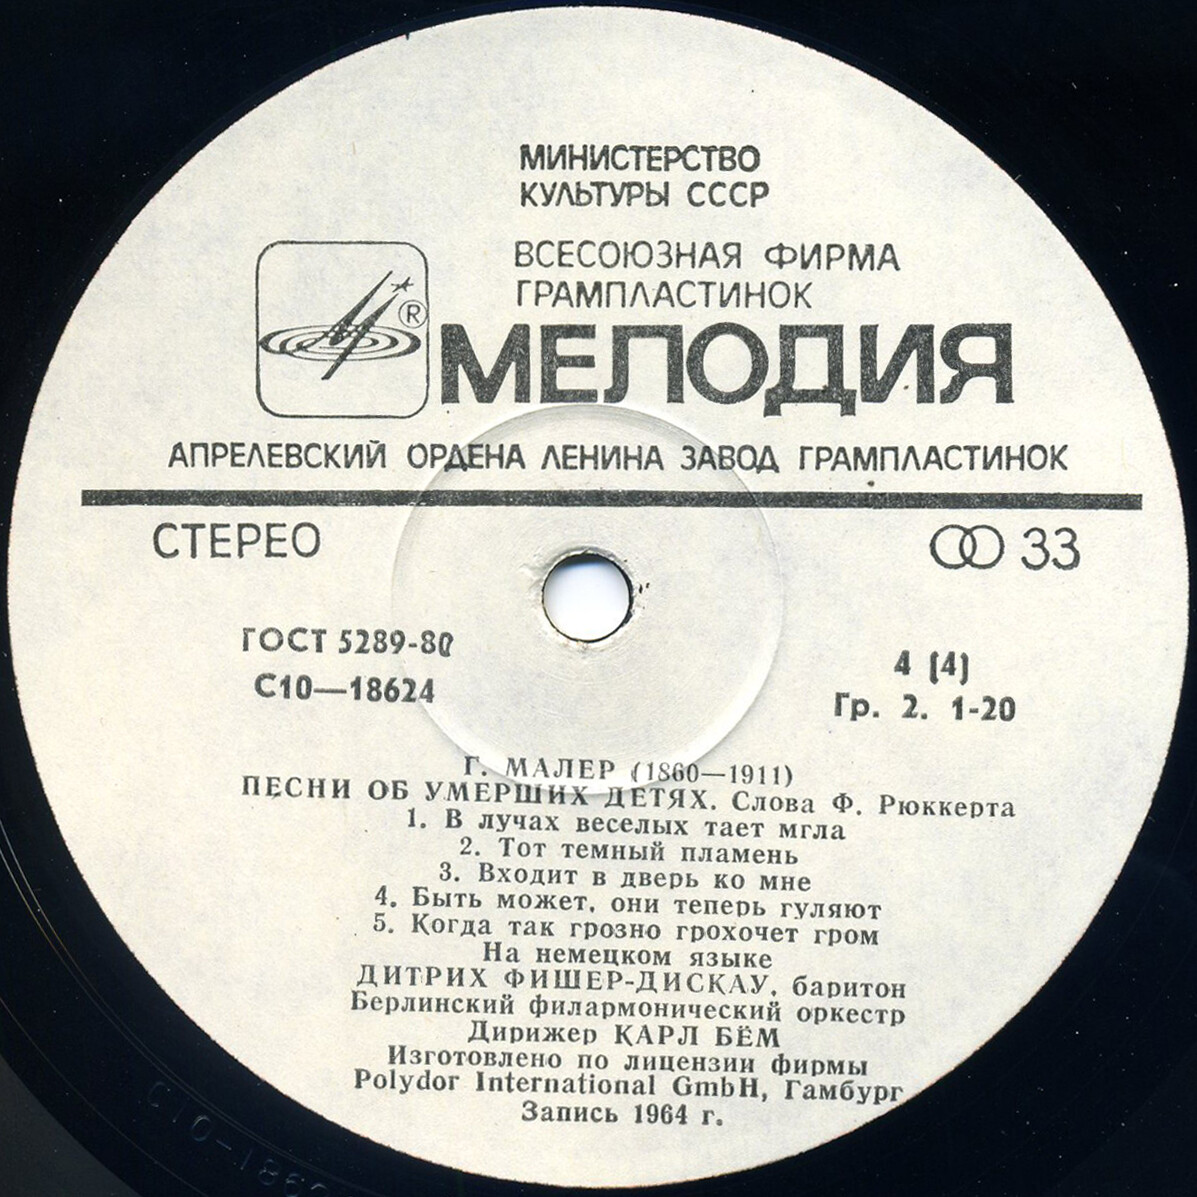 МИНИСТЕРСТВО
КУЛЬТУРЫ СССР
ВСЕСОЮЗНАЯ ФИРМА
ГРАМПЛАСТИНОК
®
МЕЛОДИЯ
АПРЕЛЕВСКИЙ ОРДЕНА ЛЕНИНА ЗАВОД ГРАМПЛАСТИНОК
СТЕРЕО
33
ГОСТ 5289-80
С10—18624
4 (4)
Гр. 2. 1-20
Г. МАЛЕР (1860—1911)
ПЕСНИ ОБ УМЕРШИХ ДЕТЯХ. Слова Ф. Рюккерта
1. В лучах веселых тает мгла
2. Тот темный пламень
3. Входит в дверь ко мне
4. Быть может, они теперь гуляют
5. Когда так грозно грохочет гром
На немецком языке
ДИТРИХ ФИШЕР-ДИСКАУ, баритон
Берлинский филармонический оркестр
Дирижер КАРЛ БЁМ
Изготовлено по лицензии фирмы
Polydor International GmbH, Гамбург
Запись 1964 г.